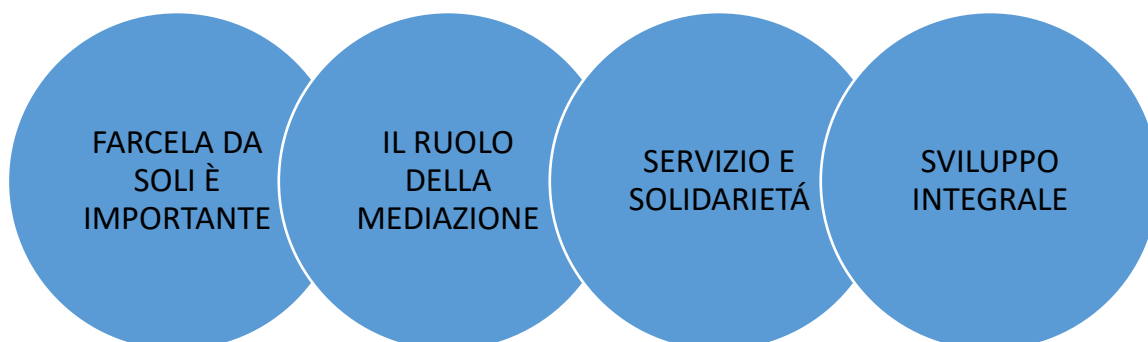 FARCELA DA
SOLI È
IMPORTANTE
IL RUOLO
DELLA
MEDIAZIONE
SERVIZIO E
SOLIDARIETÁ
SVILUPPO
INTEGRALE